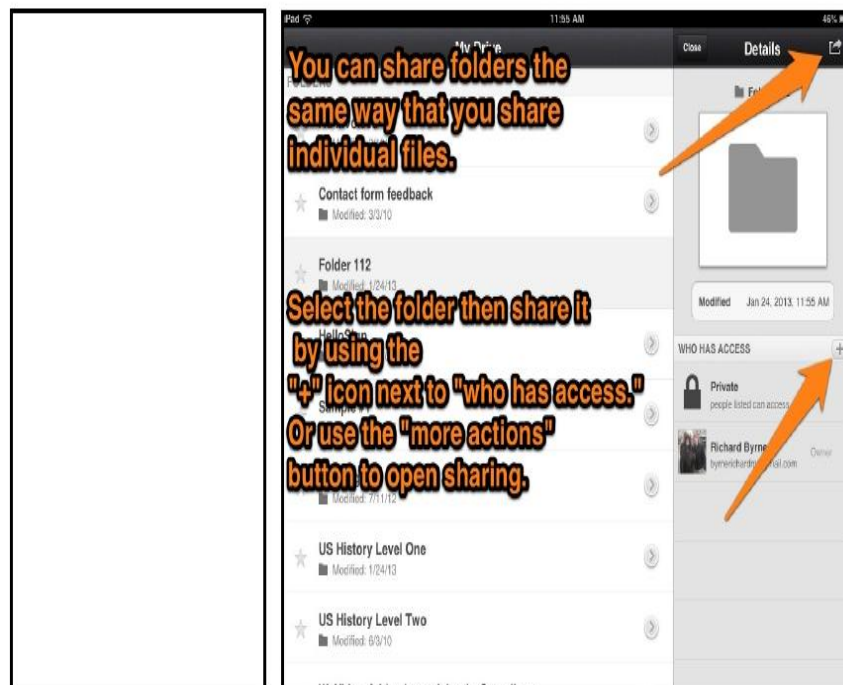 iPad
11:55 AM
46%
My Drive
Close
Details
You can share folders the
same way that you share
individual files.
Contact form feedback
Modified: 3/3/10
Folder 112
Modified: 1/24/13
Select the folder then share it
by using the
"+" icon next to "who has access."
Or use the "more actions"
button to open sharing.
Modified: 7/11/12
US History Level One
Modified: 1/24/13
US History Level Two
Modified: 6/3/10
Modified Jan 24, 2013, 11:55 AM
WHO HAS ACCESS
+
Private
people listed can access
Richard Byrne
Owner